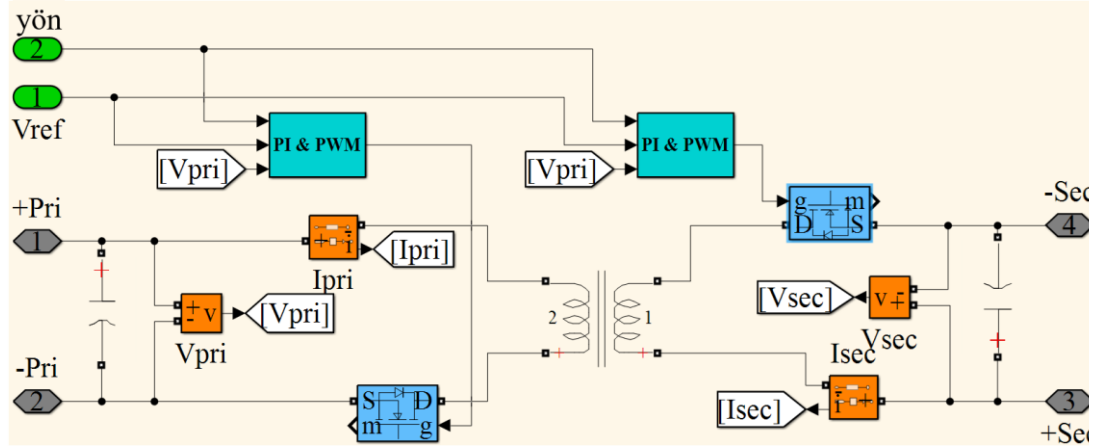 yön
2
1
Vref
PI & PWM
PI & PWM
[Vpri]
[Vpri]
+Pri
1
+ i
Ipri
[Ipri]
g m
D S
-Sec
4
2
1
+
+
+
- v
Vpri
[Vpri]
[Vsec]
v - +
Vsec
+
+
-Pri
2
S D
m g
Isec
i +
[Isec]
3
+Sec